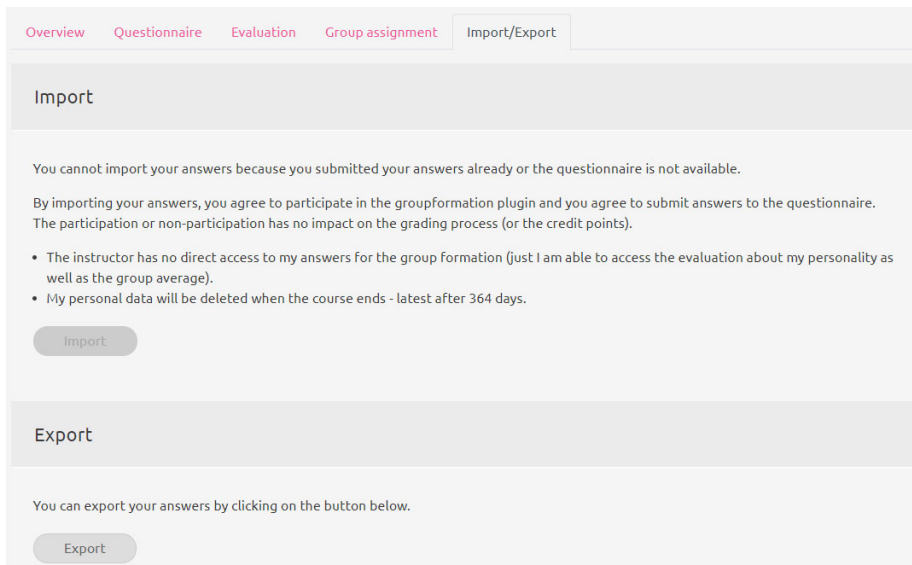 Overview Questionnaire Evaluation Group assignment Import/Export
Import
You cannot import your answers because you submitted your answers already or the questionnaire is not available.
By importing your answers, you agree to participate in the groupformation plugin and you agree to submit answers to the questionnaire.
The participation or non-participation has no impact on the grading process (or the credit points).
• The instructor has no direct access to my answers for the group formation (just I am able to access the evaluation about my personality as
well as the group average).
• My personal data will be deleted when the course ends - latest after 364 days.
Import
Export
You can export your answers by clicking on the button below.
Export